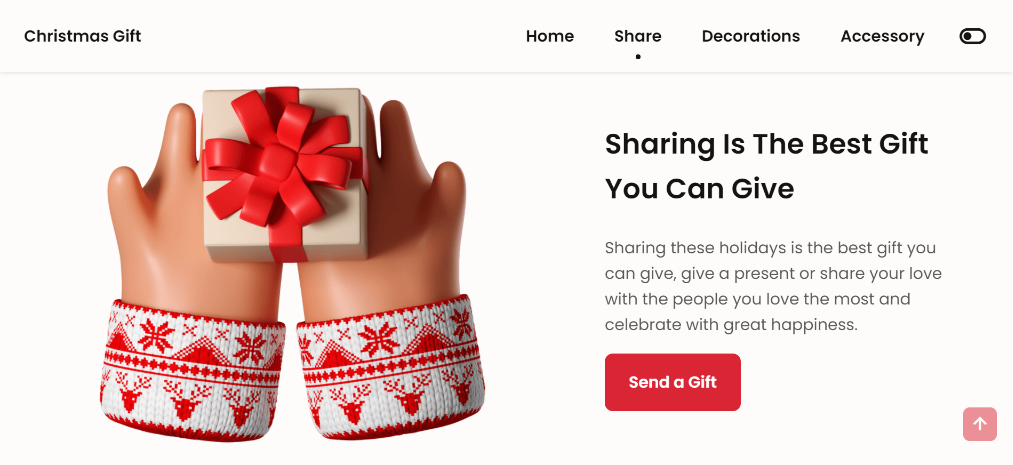 Christmas Gift
Home
Share
Decorations
Accessory
Sharing Is The Best Gift
You Can Give
Sharing these holidays is the best gift you
can give, give a present or share your love
with the people you love the most and
celebrate with great happiness.
Send a Gift